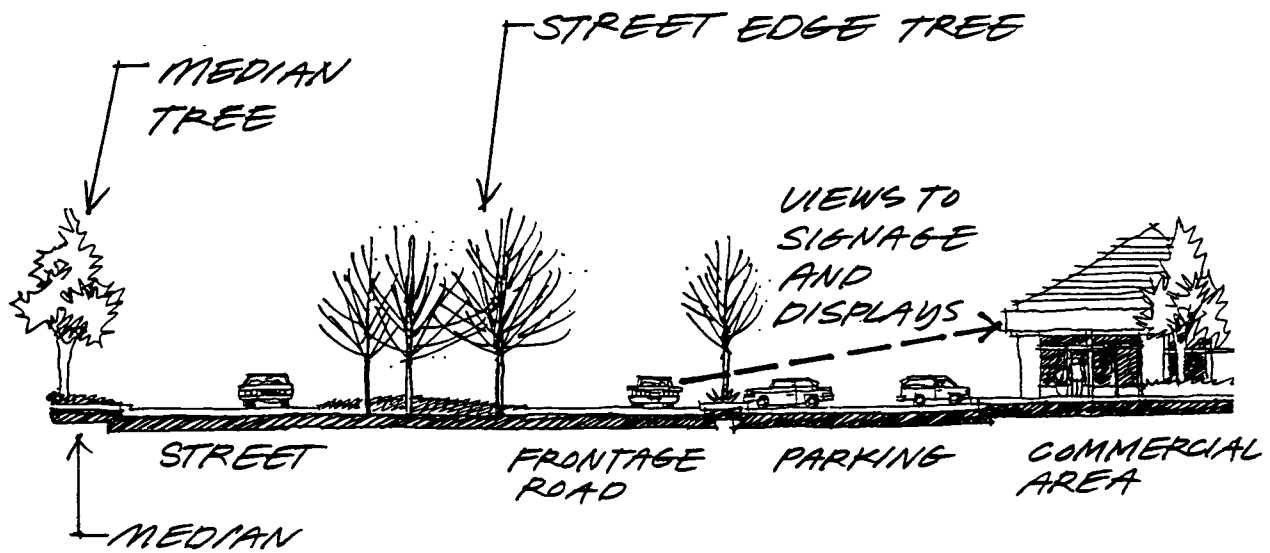 STREET EDGE TREE
MEDIAN
TREE
VIEWS TO
SIGNAGE
AND
DISPLAYS
STREET
FRONTAGE
ROAD
PARKING
COMMERCIAL
AREA
MEDIAN